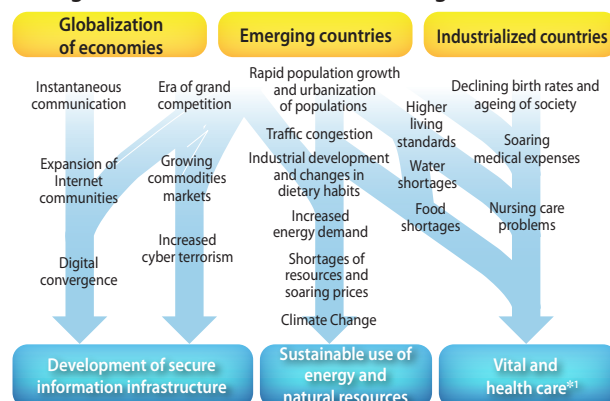 Globalization
of economies
Emerging countries
Industrialized countries
Instantaneous
communication
Era of grand
competition
Rapid population growth
and urbanization
of populations
Declining birth rates and
ageing of society
Traffic congestion
Higher
living
standards
Soaring
medical expenses
Expansion of
Internet
communities
Growing
commodities
markets
Industrial development
and changes in
dietary habits
Water
shortages
Food
shortages
Nursing care
problems
Increased
energy demand
Digital
convergence
Increased
cyber terrorism
Shortages of
resources and
soaring prices
Climate Change
Development of secure
information infrastructure
Sustainable use of
energy and
natural resources
Vital and
health care*1